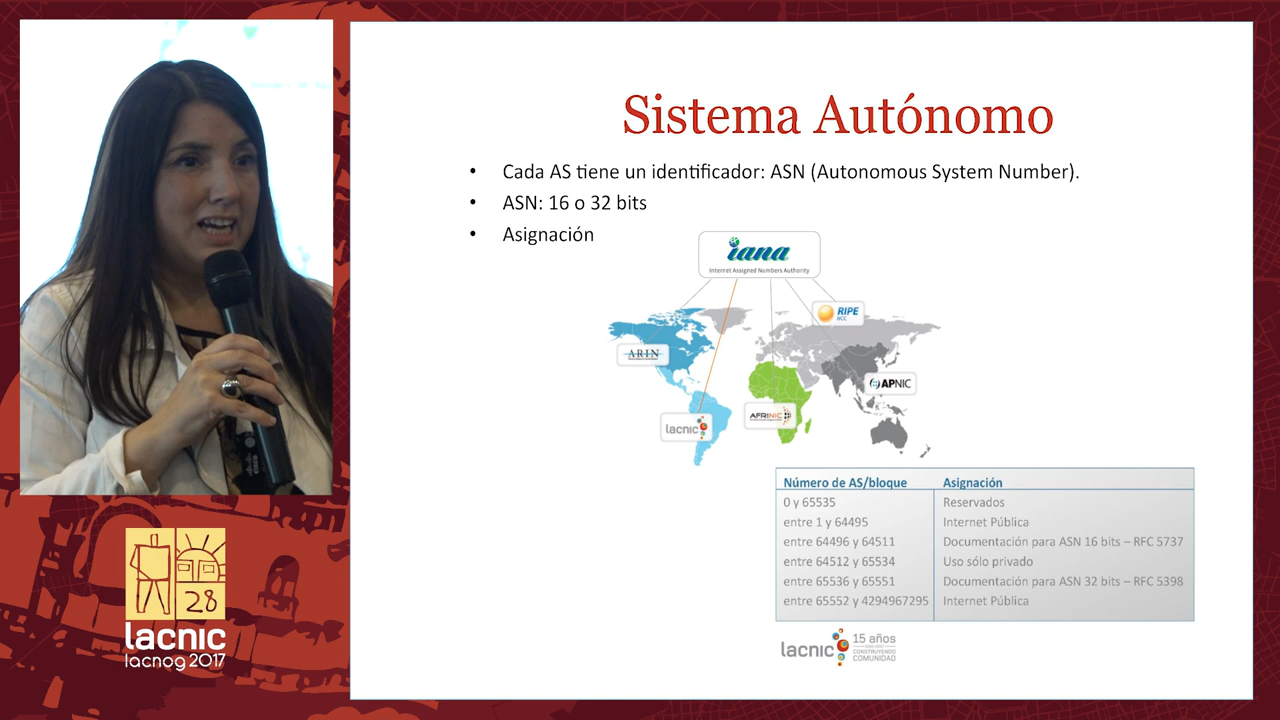 Sistema Autónomo
• Cada AS tiene un identificador: ASN (Autonomous System Number).
• ASN: 16 o 32 bits
• Asignación
iana
Internet Assigned Numbers Authority
RIPE
NCC
ARIN
APNIC
AFRINIC
lacnic
Número de AS/bloque Asignación
0 y 65535 Reservados
entre 1 y 64495 Internet Pública
entre 64496 y 64511 Documentación para ASN 16 bits – RFC 5737
entre 64512 y 65534 Uso sólo privado
entre 65536 y 65551 Documentación para ASN 32 bits – RFC 5398
entre 65552 y 4294967295 Internet Pública
lacnic 15 años
CONSTRUYENDO
COMUNIDAD
28
lacnic
lacnog 2017
cisco